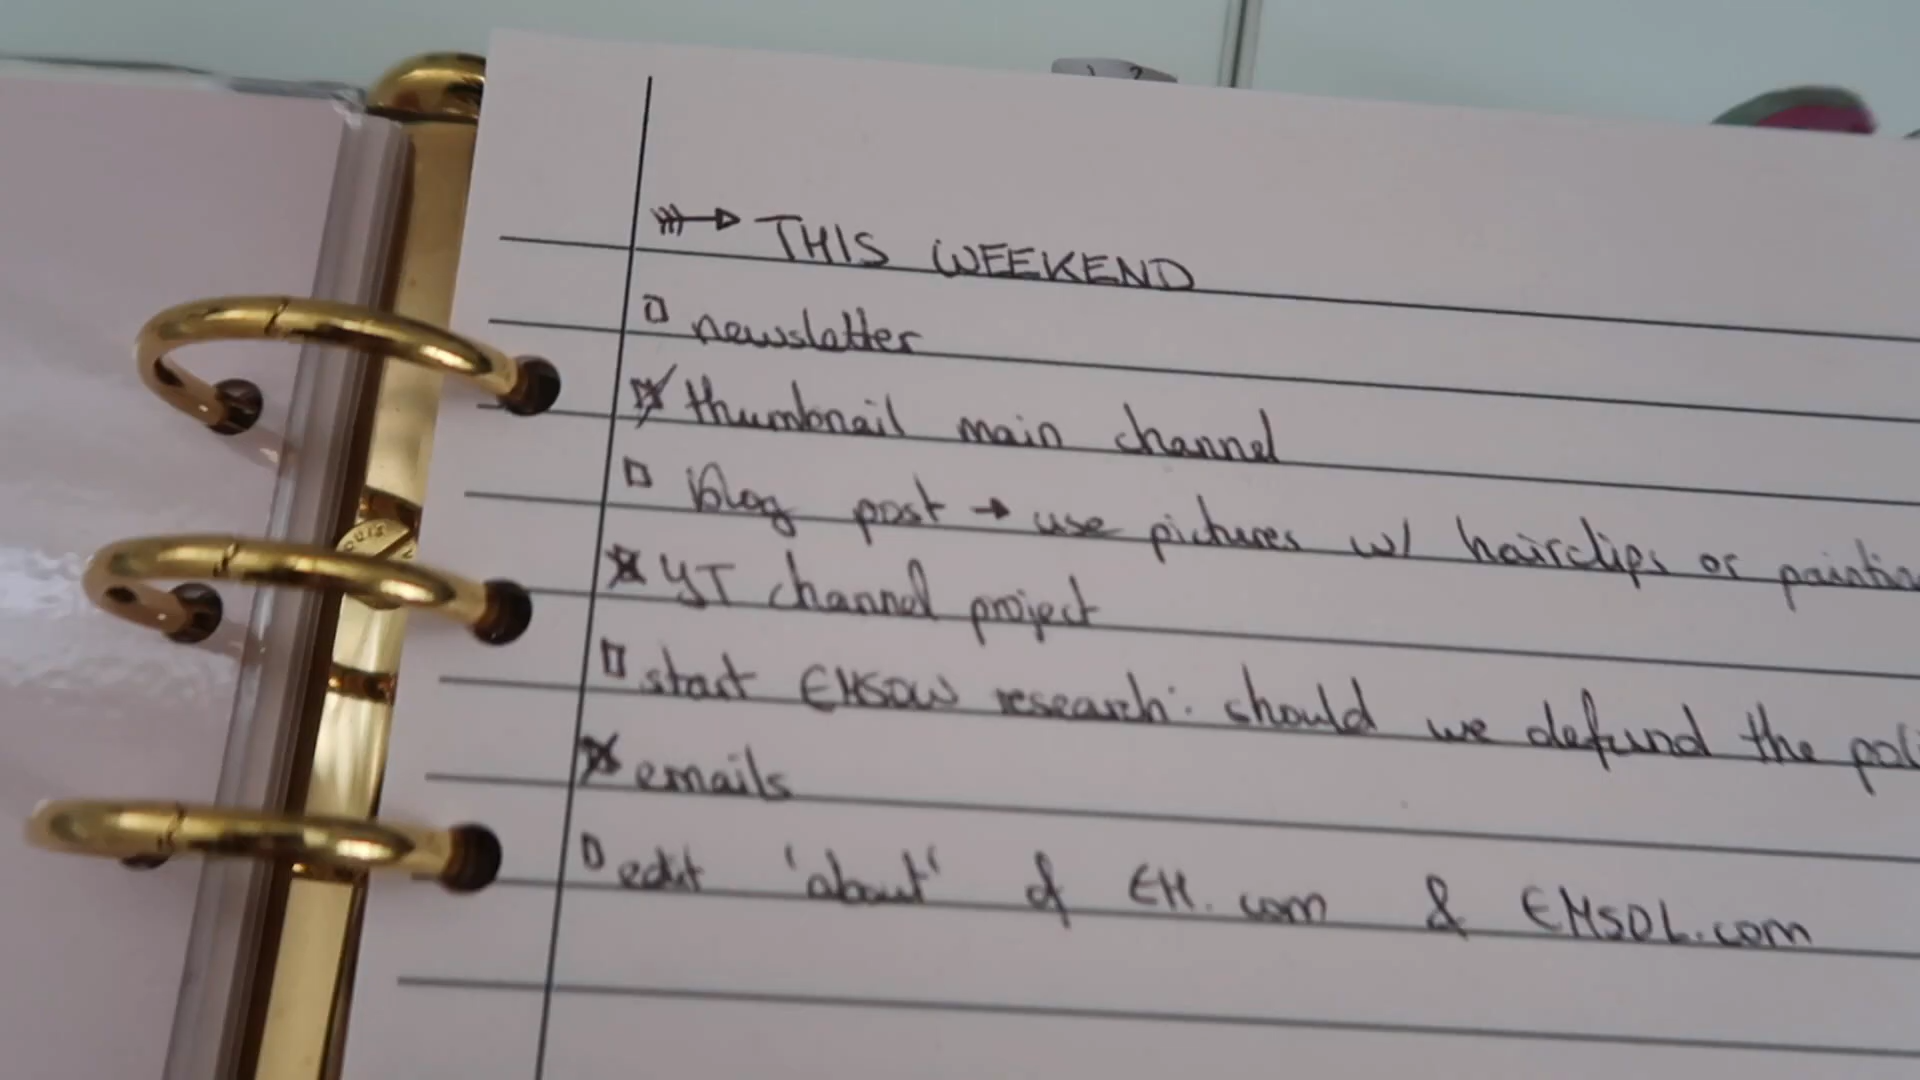 THIS WEEKEND
newsletter
thumbnail main channel
blog post → use pictures w/ hairclips or
YT channel project
start research: should we defund the
emails
edit 'about' of EM.com & EMSDL.com